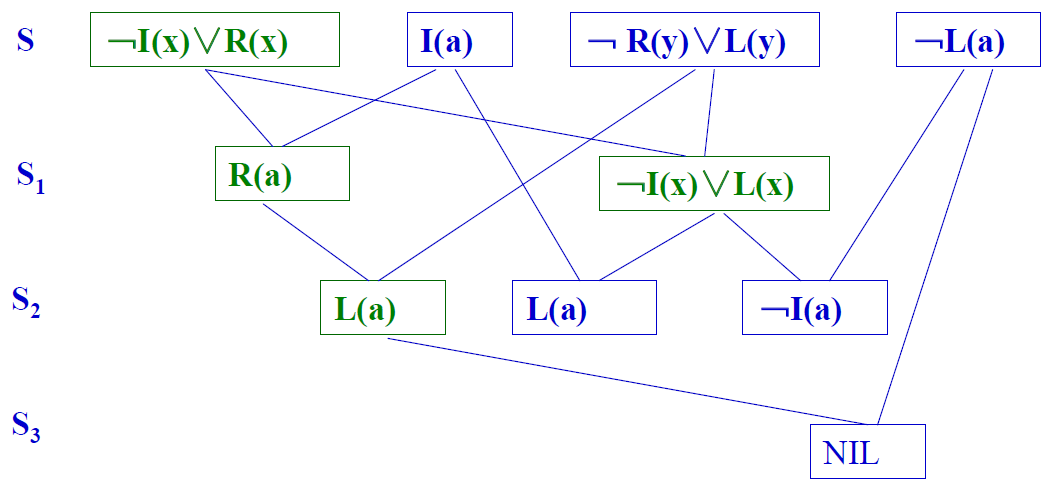 S ¬I(x)∨R(x) I(a) ¬ R(y)∨L(y) ¬L(a)
S₁ R(a) ¬I(x)∨L(x)
S₂ L(a) L(a) ¬I(a)
S₃ NIL